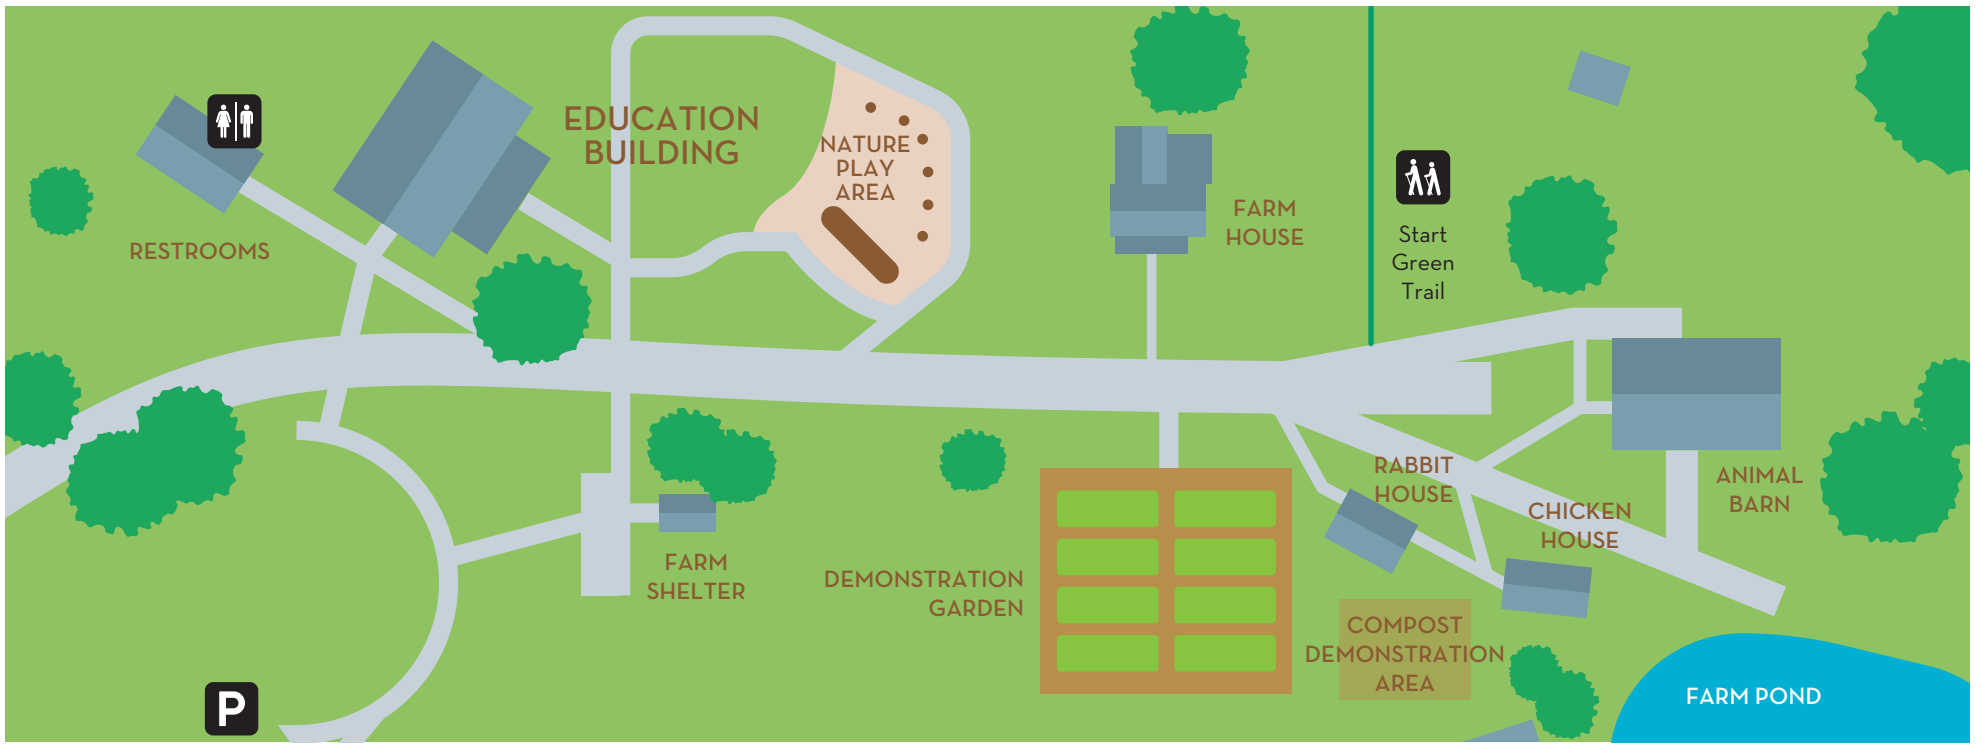 EDUCATION
BUILDING
NATURE
PLAY
AREA
RESTROOMS
FARM
HOUSE
Start
Green
Trail
RABBIT
HOUSE
CHICKEN
HOUSE
ANIMAL
BARN
FARM
SHELTER
DEMONSTRATION
GARDEN
COMPOST
DEMONSTRATION
AREA
P
FARM POND